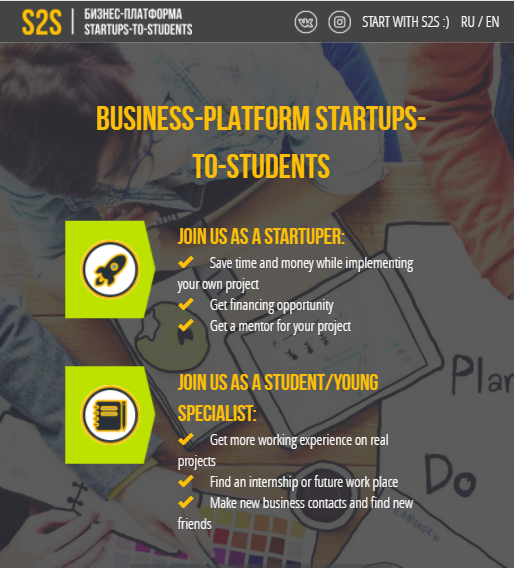 S2S
БИЗНЕС-ПЛАТФОРМА
STARTUPS-TO-STUDENTS
START WITH S2S :)
RU / EN
BUSINESS-PLATFORM STARTUPS-
TO-STUDENTS
JOIN US AS A STARTUPER:
Save time and money while implementing
your own project
Get financing opportunity
Get a mentor for your project
JOIN US AS A STUDENT/YOUNG
SPECIALIST:
Get more working experience on real
projects
Find an internship or future work place
Make new business contacts and find new
friends
Plan
Do
TEAMWORK